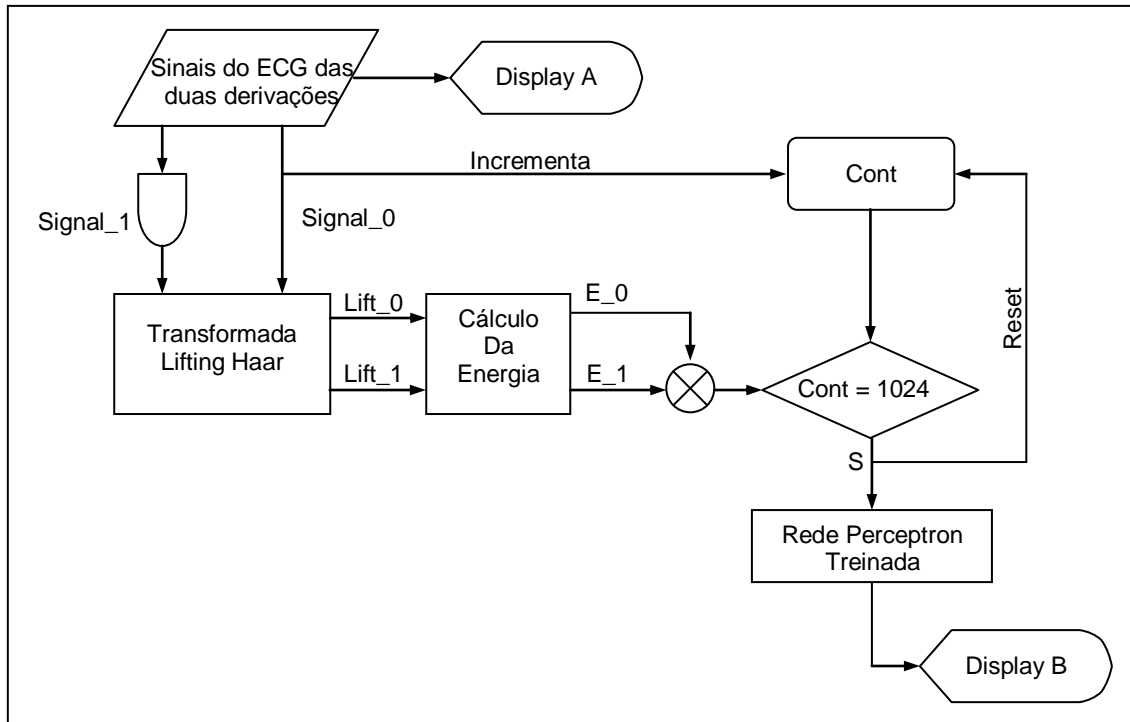 Sinais do ECG das
duas derivações
Display A
Incrementa
Cont
Signal_1
Signal_0
Reset
Transformada
Lifting Haar
Lift_0
Lift_1
Cálculo
Da
Energia
E_0
E_1
Cont = 1024
S
Rede Perceptron
Treinada
Display B